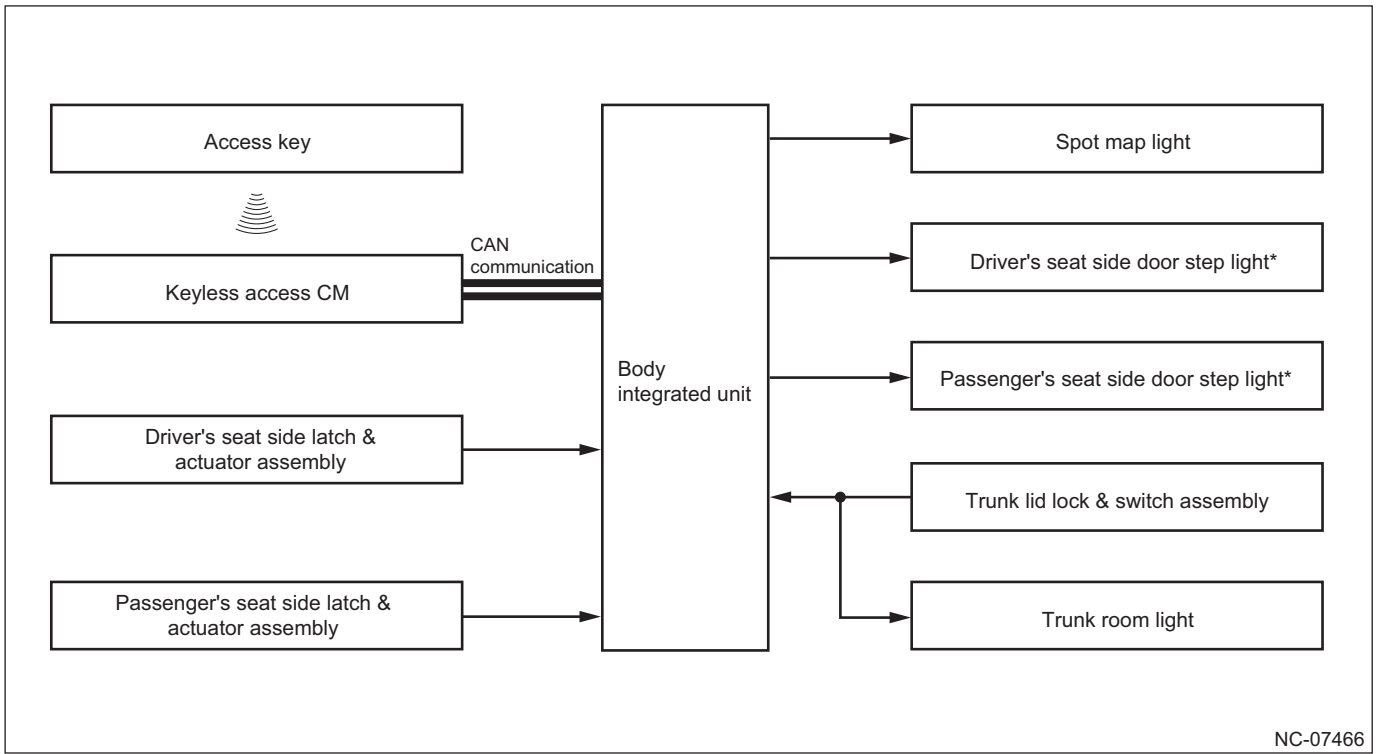 Access key
Keyless access CM
CAN
communication
Driver's seat side latch &
actuator assembly
Passenger's seat side latch &
actuator assembly
Body
integrated unit
Spot map light
Driver's seat side door step light*
Passenger's seat side door step light*
Trunk lid lock & switch assembly
Trunk room light
NC-07466